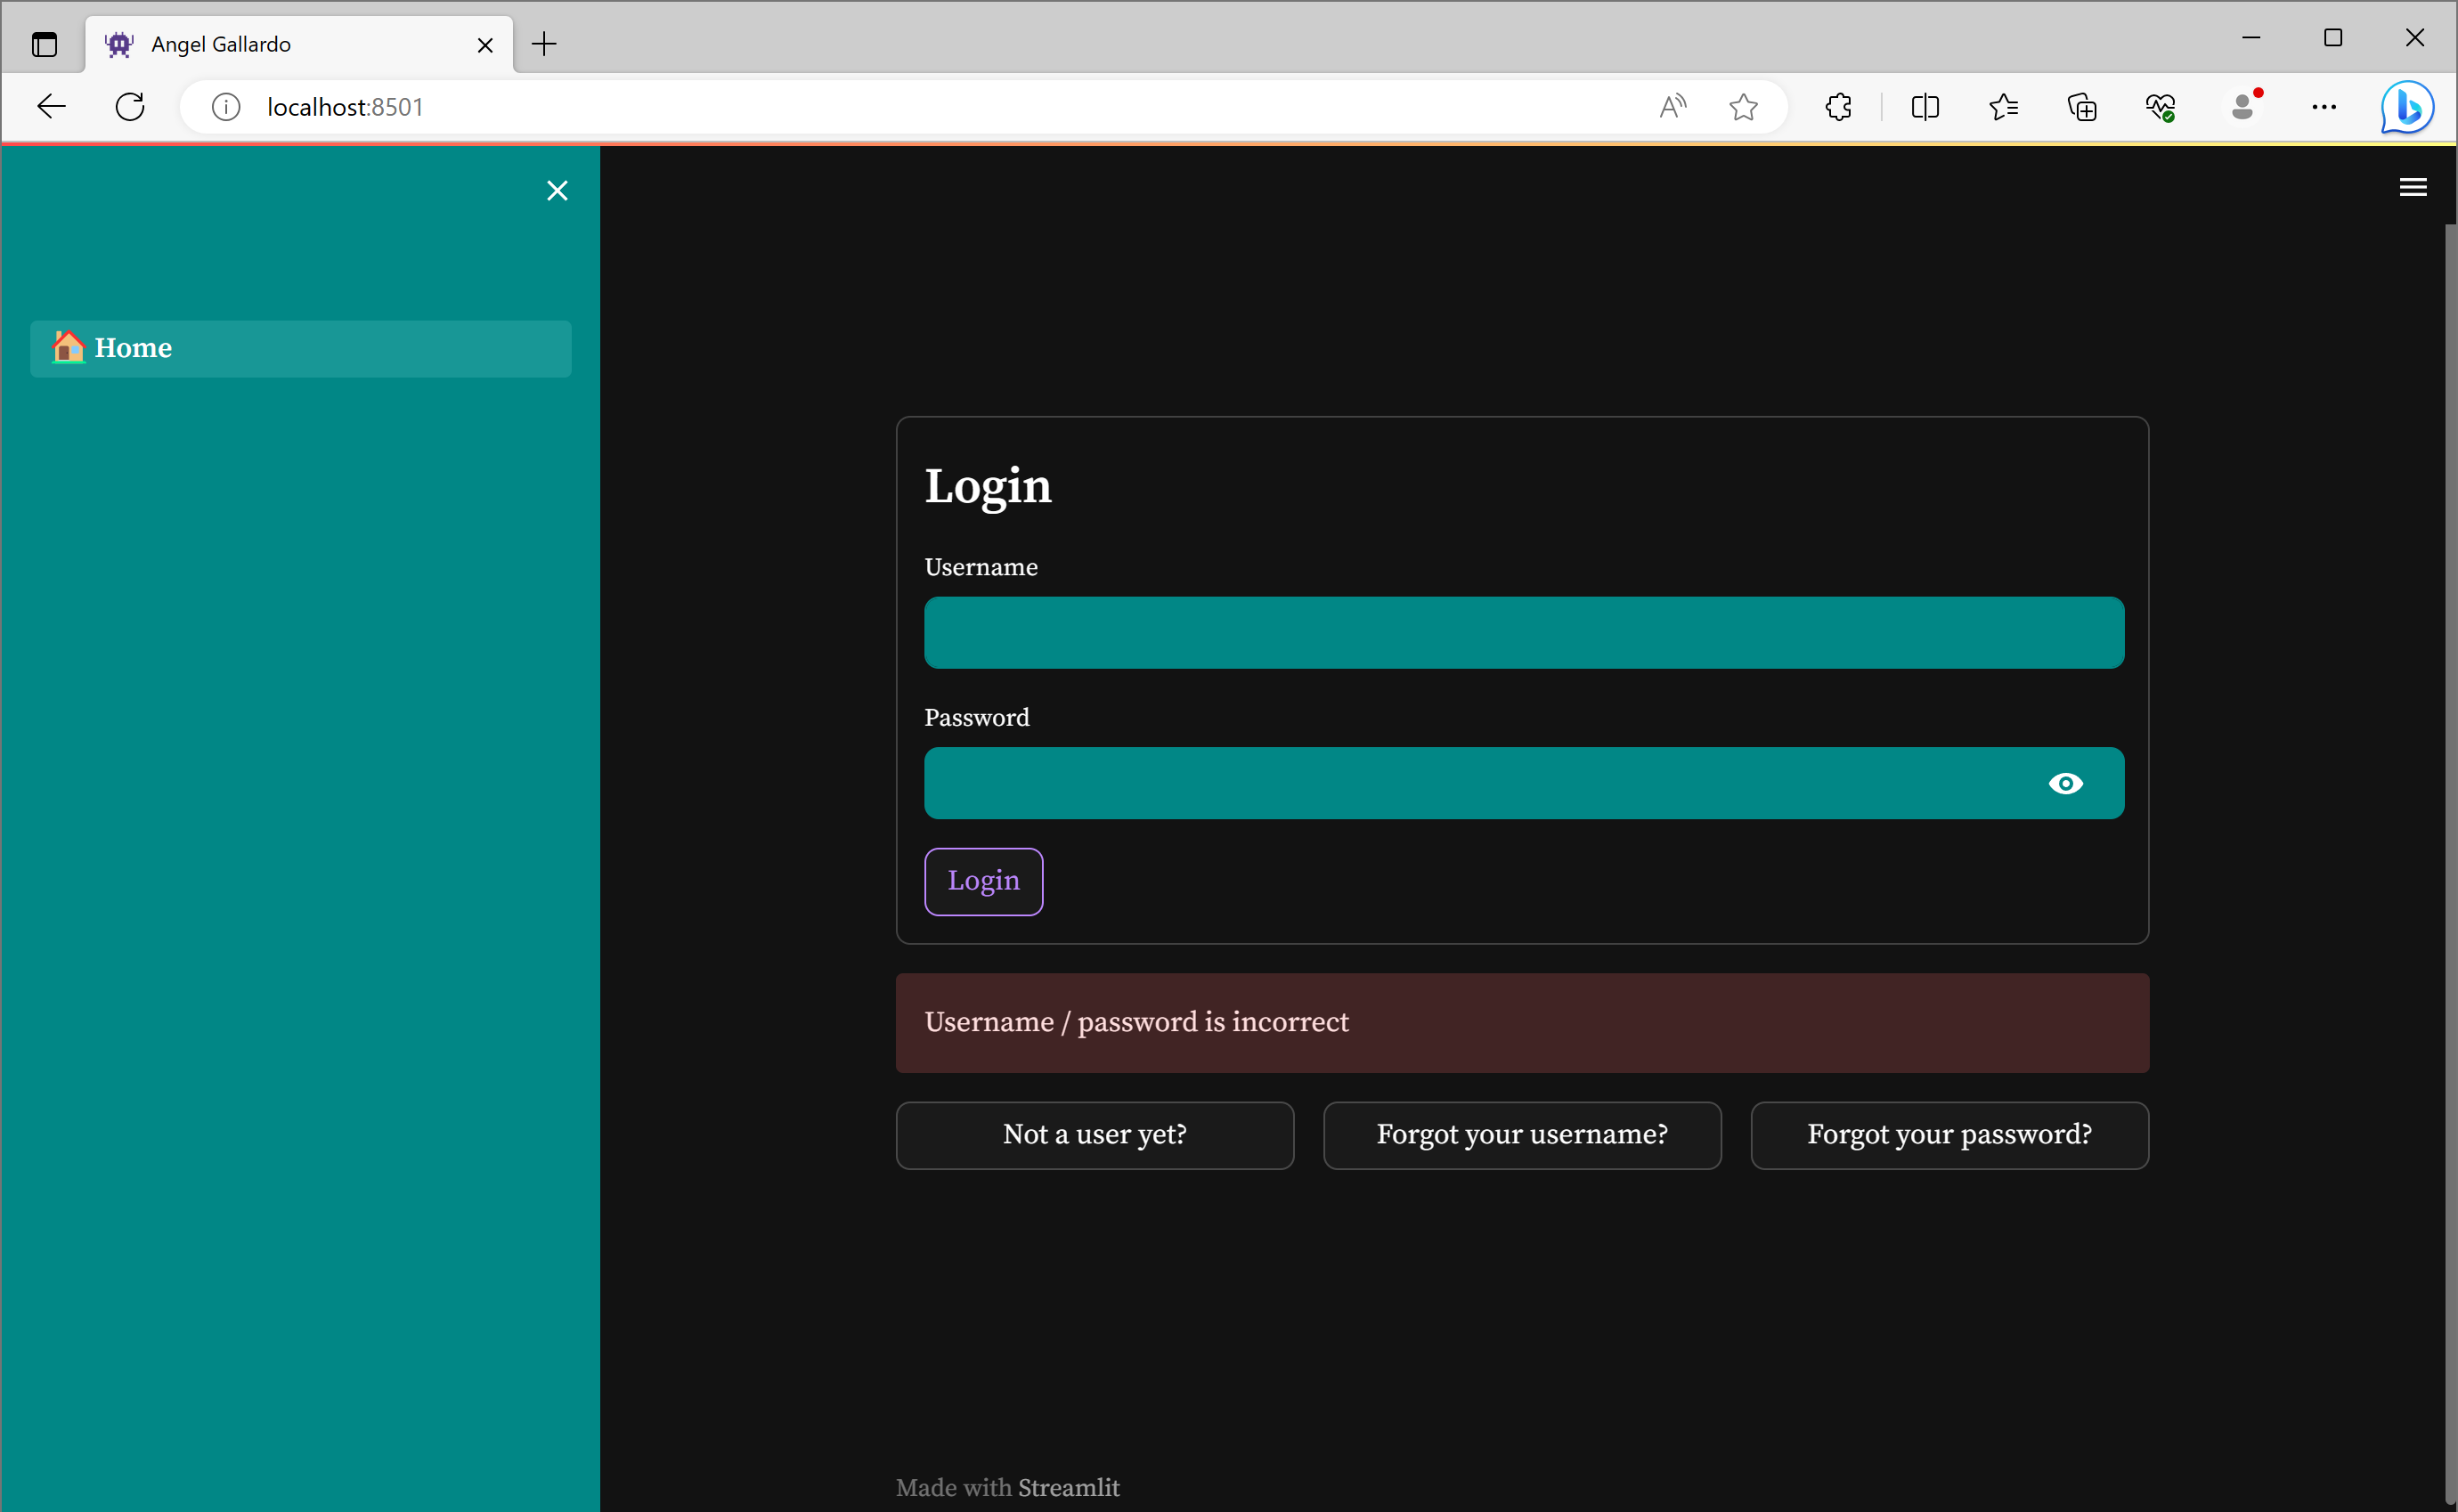 Angel Gallardo
localhost:8501
🏠 Home
Login
Username
Password
Login
Username / password is incorrect
Not a user yet?
Forgot your username?
Forgot your password?
Made with Streamlit